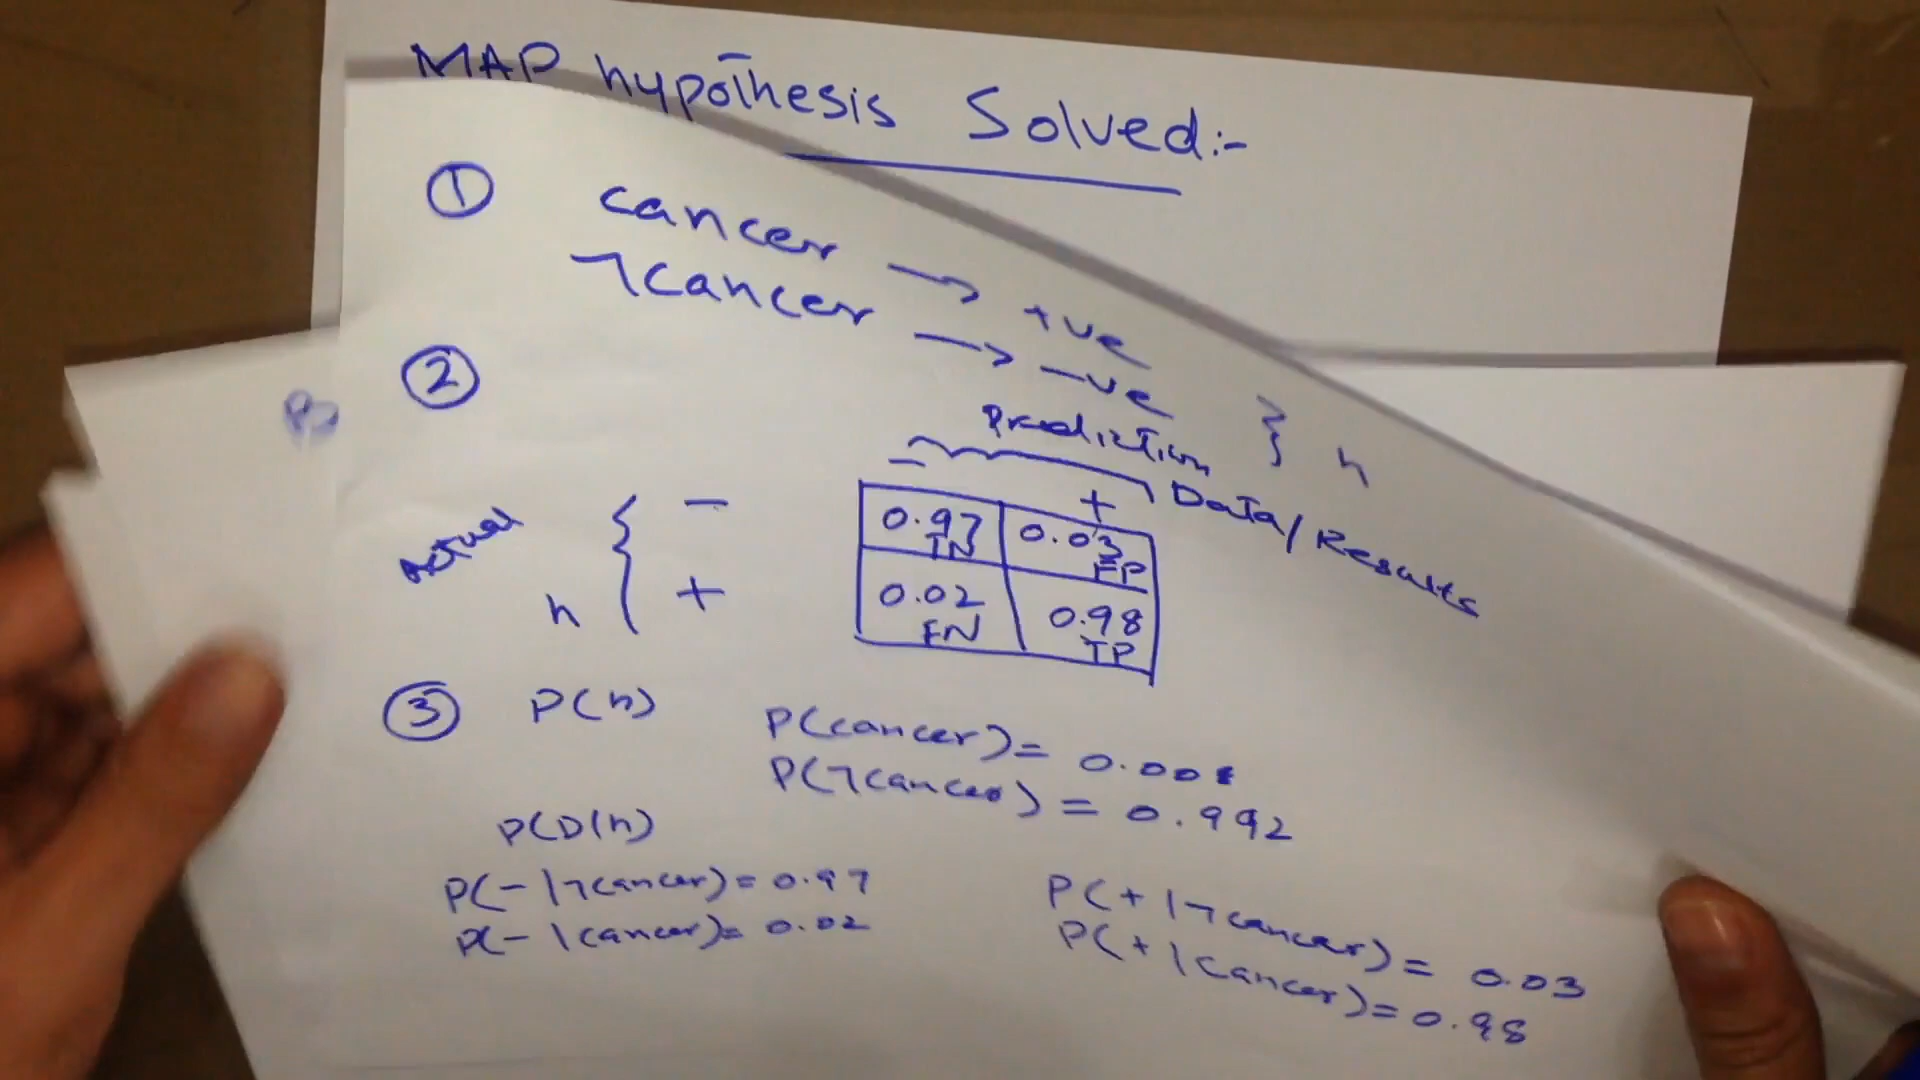 MAP hypothesis Solved:-
① cancer → +ve
¬cancer → -ve } h
②
Prediction
Data/Results
- +
Actual
h { - 0.97 TN 0.03 FP
+ 0.02 FN 0.98 TP
③ P(h) P(cancer) = 0.008
P(¬cancer) = 0.992
P(D|h)
P(-|¬cancer) = 0.97 P(+|¬cancer) = 0.03
P(-|cancer) = 0.02 P(+|cancer) = 0.98